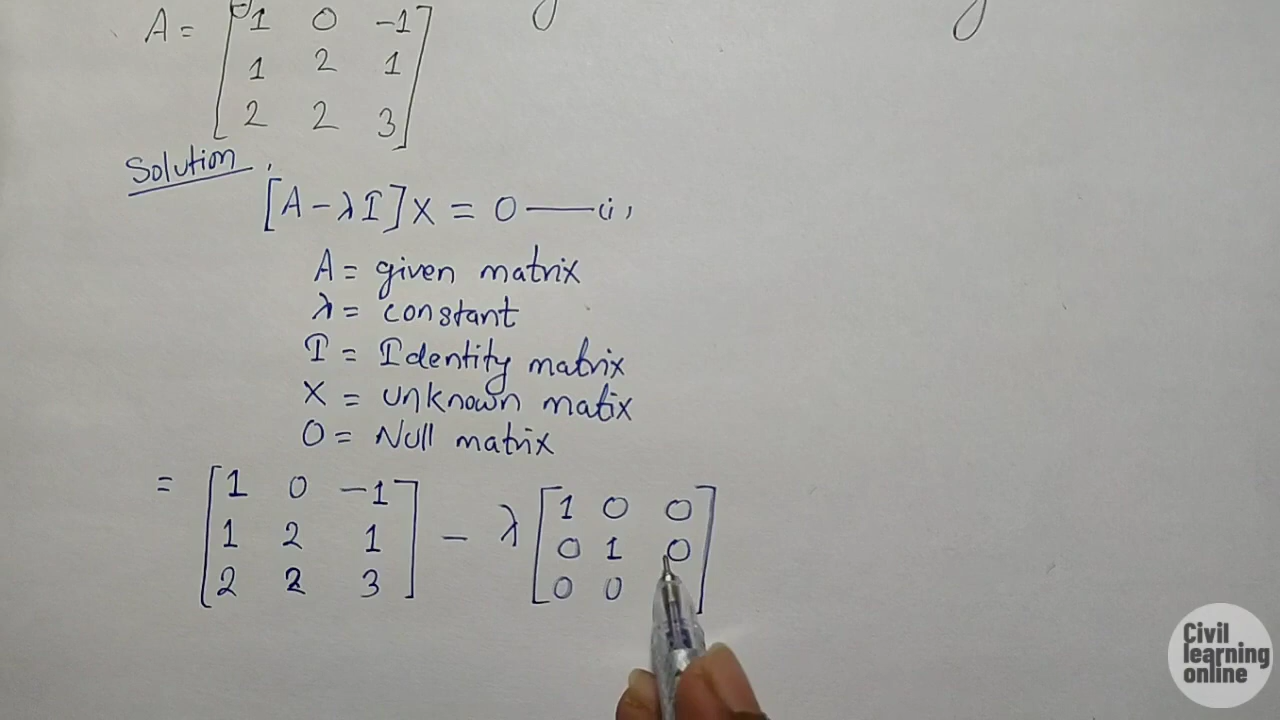 A = [ 1 0 -1
1 2 1
2 2 3 ]
Solution,
[A - λI] X = 0 —— (i)
A = given matrix
λ = constant
I = Identity matrix
X = unknown matix
0 = Null matrix
= [ 1 0 -1 [ 1 0 0 ]
1 2 1 ] - λ 0 1 0
2 2 3 0 0
Civil
learning
online